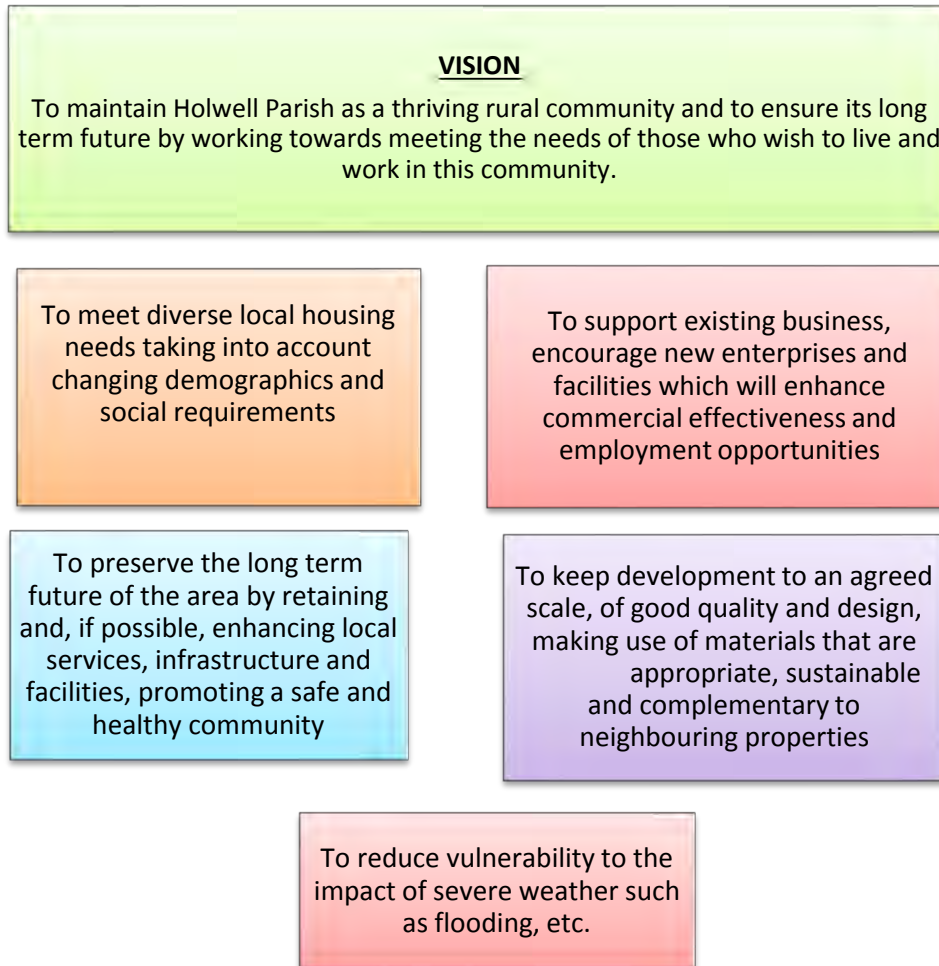 VISION
To maintain Holwell Parish as a thriving rural community and to ensure its long
term future by working towards meeting the needs of those who wish to live and
work in this community.
To meet diverse local housing
needs taking into account
changing demographics and
social requirements
To support existing business,
encourage new enterprises and
facilities which will enhance
commercial effectiveness and
employment opportunities
To preserve the long term
future of the area by retaining
and, if possible, enhancing local
services, infrastructure and
facilities, promoting a safe and
healthy community
To keep development to an agreed
scale, of good quality and design,
making use of materials that are
appropriate, sustainable
and complementary to
neighbouring properties
To reduce vulnerability to the
impact of severe weather such
as flooding, etc.